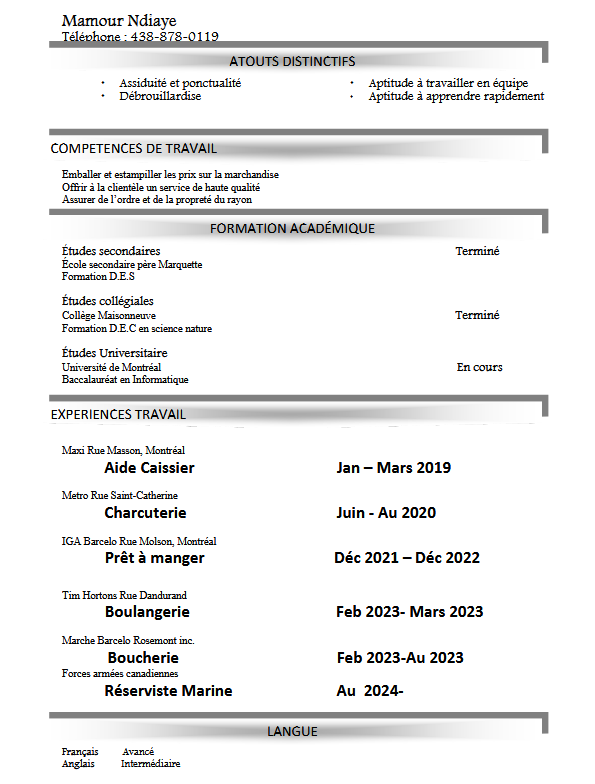 Mamour Ndiaye
Téléphone : 438-878-0119
ATOUTS DISTINCTIFS
• Assiduité et ponctualité • Aptitude à travailler en équipe
• Débrouillardise • Aptitude à apprendre rapidement
COMPETENCES DE TRAVAIL
Emballer et estampiller les prix sur la marchandise
Offrir à la clientèle un service de haute qualité
Assurer de l'ordre et de la propreté du rayon
FORMATION ACADÉMIQUE
Études secondaires Terminé
École secondaire père Marquette
Formation D.E.S
Études collégiales
Collège Maisonneuve Terminé
Formation D.E.C en science nature
Études Universitaire
Université de Montréal En cours
Baccalauréat en Informatique
EXPERIENCES TRAVAIL
Maxi Rue Masson, Montréal
Aide Caissier Jan – Mars 2019
Metro Rue Saint-Catherine
Charcuterie Juin - Au 2020
IGA Barcelo Rue Molson, Montréal
Prêt à manger Déc 2021 – Déc 2022
Tim Hortons Rue Dandurand
Boulangerie Feb 2023- Mars 2023
Marche Barcelo Rosemont inc.
Boucherie Feb 2023-Au 2023
Forces armées canadiennes
Réserviste Marine Au 2024-
LANGUE
Français Avancé
Anglais Intermédiaire